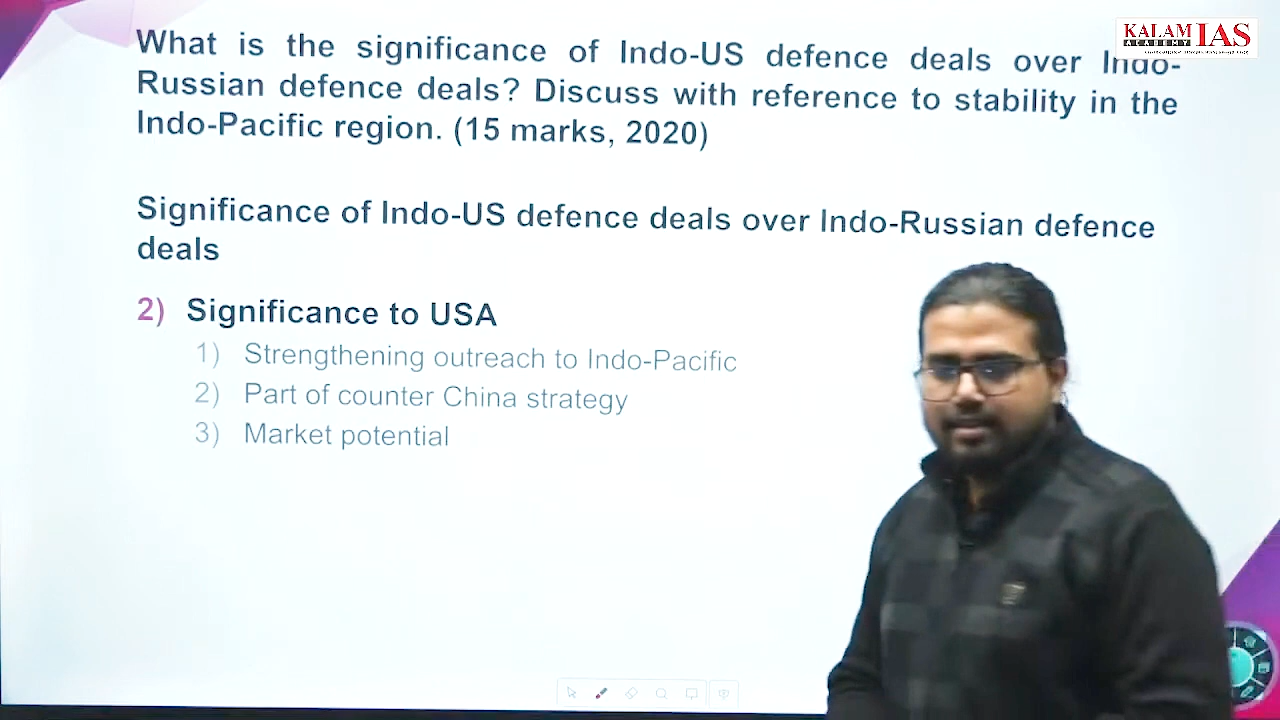 KALAM IAS
ACADEMY
What is the significance of Indo-US defence deals over Indo-
Russian defence deals? Discuss with reference to stability in the
Indo-Pacific region. (15 marks, 2020)
Significance of Indo-US defence deals over Indo-Russian defence
deals
2) Significance to USA
1) Strengthening outreach to Indo-Pacific
2) Part of counter China strategy
3) Market potential